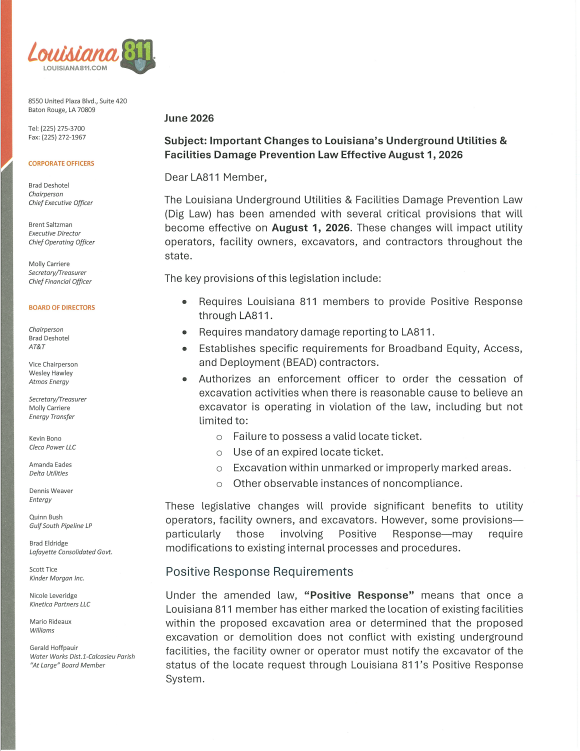 Louisiana 811
LOUISIANA811.COM
8550 United Plaza Blvd., Suite 420
Baton Rouge, LA 70809
Tel: (225) 275-3700
Fax: (225) 272-1967
CORPORATE OFFICERS
Brad Deshotel
Chairperson
Chief Executive Officer
Brent Saltzman
Executive Director
Chief Operating Officer
Molly Carriere
Secretary/Treasurer
Chief Financial Officer
BOARD OF DIRECTORS
Chairperson
Brad Deshotel
AT&T
Vice Chairperson
Wesley Hawley
Atmos Energy
Secretary/Treasurer
Molly Carriere
Energy Transfer
Kevin Bono
Cleco Power LLC
Amanda Eades
Delta Utilities
Dennis Weaver
Entergy
Quinn Bush
Gulf South Pipeline LP
Brad Eldridge
Lafayette Consolidated Govt.
Scott Tice
Kinder Morgan Inc.
Nicole Leveridge
Kinetica Partners LLC
Mario Rideaux
Williams
Gerald Hoffpauir
Water Works Dist.1-Calcasieu Parish
"At Large" Board Member
June 2026
Subject: Important Changes to Louisiana's Underground Utilities &
Facilities Damage Prevention Law Effective August 1, 2026
Dear LA811 Member,
The Louisiana Underground Utilities & Facilities Damage Prevention Law
(Dig Law) has been amended with several critical provisions that will
become effective on August 1, 2026. These changes will impact utility
operators, facility owners, excavators, and contractors throughout the
state.
The key provisions of this legislation include:
• Requires Louisiana 811 members to provide Positive Response
through LA811.
• Requires mandatory damage reporting to LA811.
• Establishes specific requirements for Broadband Equity, Access,
and Deployment (BEAD) contractors.
• Authorizes an enforcement officer to order the cessation of
excavation activities when there is reasonable cause to believe an
excavator is operating in violation of the law, including but not
limited to:
o Failure to possess a valid locate ticket.
o Use of an expired locate ticket.
o Excavation within unmarked or improperly marked areas.
o Other observable instances of noncompliance.
These legislative changes will provide significant benefits to utility
operators, facility owners, and excavators. However, some provisions—
particularly those involving Positive Response—may require
modifications to existing internal processes and procedures.
Positive Response Requirements
Under the amended law, "Positive Response" means that once a
Louisiana 811 member has either marked the location of existing facilities
within the proposed excavation area or determined that the proposed
excavation or demolition does not conflict with existing underground
facilities, the facility owner or operator must notify the excavator of the
status of the locate request through Louisiana 811's Positive Response
System.